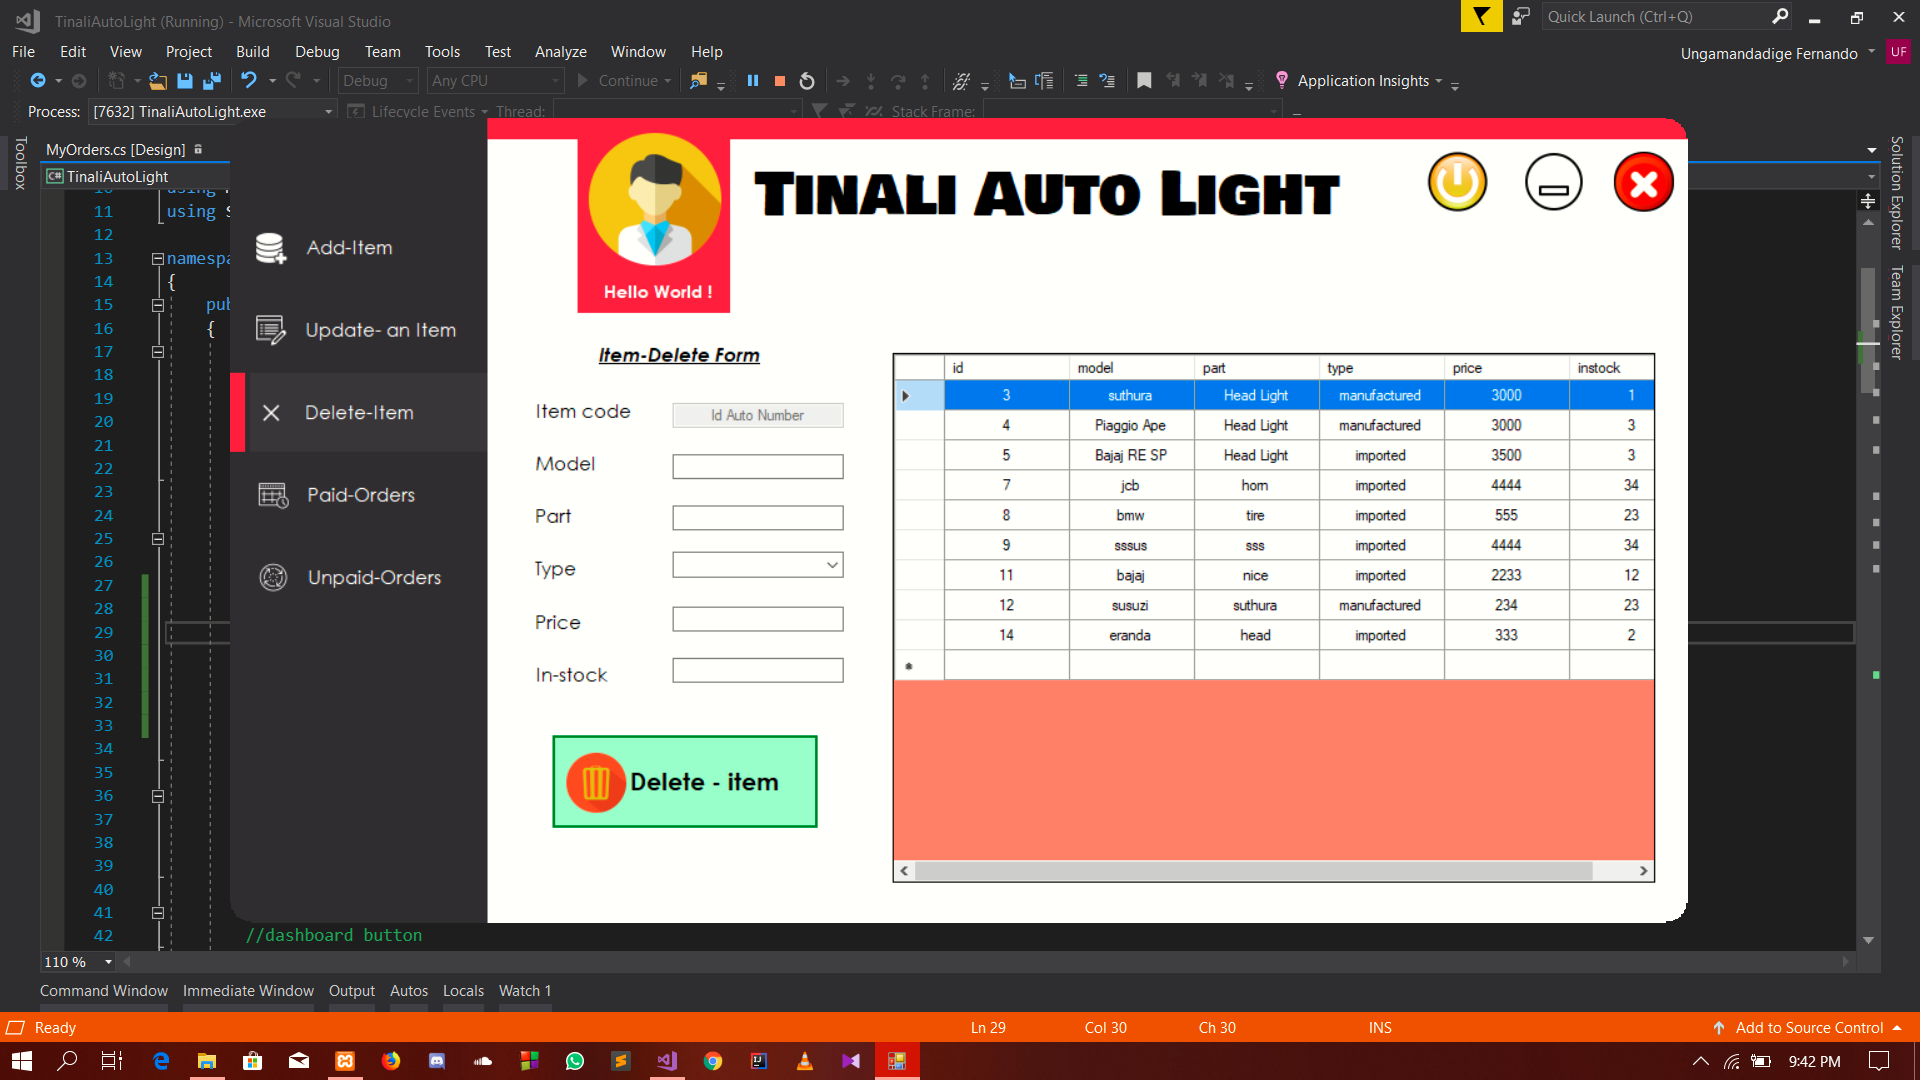 TinaliAutoLight (Running) - Microsoft Visual Studio
Quick Launch (Ctrl+Q)
File Edit View Project Build Debug Team Tools Test Analyze Window Help
Ungamandadige Fernando UF
Debug Any CPU Continue Application Insights
Process: [7632] TinaliAutoLight.exe Lifecycle Events Thread: Stack Frame:
Toolbox
MyOrders.cs [Design]
C# TinaliAutoLight
Solution Explorer
Team Explorer
11 using S
12
13 namespa
14 {
15 pub
16 {
17
18
19
20
21
22
23
24
25
26
27
28
29
30
31
32
33
34
35
36
37
38
39
40
41
42 //dashboard button
Add-Item
Update- an Item
Delete-Item
Paid-Orders
Unpaid-Orders
Hello World !
Tinali Auto Light
Item-Delete Form
Item code Id Auto Number
Model
Part
Type
Price
In-stock
Delete - item
id model part type price instock
3 suthura Head Light manufactured 3000 1
4 Piaggio Ape Head Light manufactured 3000 3
5 Bajaj RE SP Head Light imported 3500 3
7 jcb horn imported 4444 34
8 bmw tire imported 555 23
9 sssus sss imported 4444 34
11 bajaj nice imported 2233 12
12 susuzi suthura manufactured 234 23
14 eranda head imported 333 2
110 %
Command Window Immediate Window Output Autos Locals Watch 1
Ready Ln 29 Col 30 Ch 30 INS Add to Source Control
9:42 PM